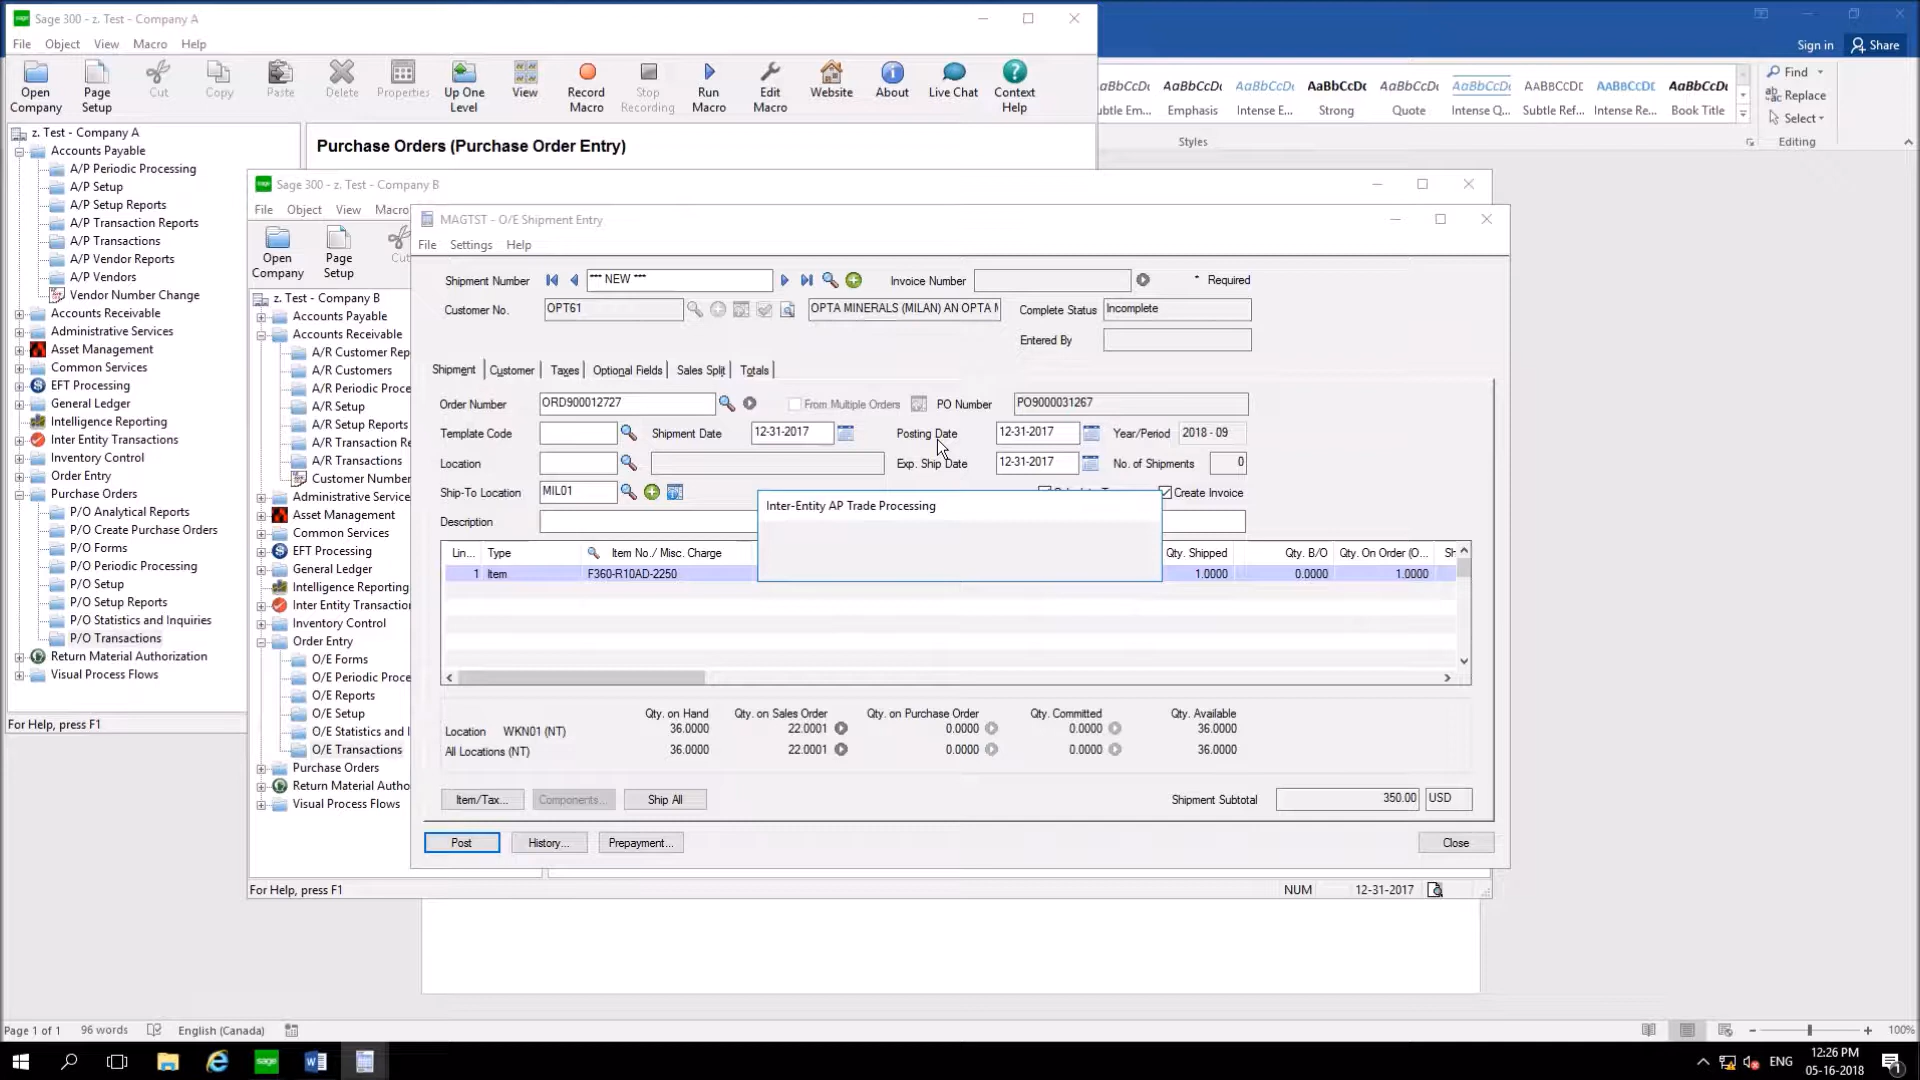 Sage 300 - z. Test - Company A
File Object View Macro Help
Open Company
Page Setup
Cut
Copy
Paste
Delete
Properties
Up One Level
View
Record Macro
Stop Recording
Run Macro
Edit Macro
Website
About
Live Chat
Context Help
Sign in
Share
AaBbCcDc AaBbCcDc AaBbCcDc AaBbCcDc AaBbCcDc AABBCCDC AABBCCDC AaBbCcDc
Subtle Em... Emphasis Intense E... Strong Quote Intense Q... Subtle Ref... Intense Re... Book Title
Styles
Find
Replace
Select
Editing
z. Test - Company A
Accounts Payable
A/P Periodic Processing
A/P Setup
A/P Setup Reports
A/P Transaction Reports
A/P Transactions
A/P Vendor Reports
A/P Vendors
Vendor Number Change
Accounts Receivable
Administrative Services
Asset Management
Common Services
EFT Processing
General Ledger
Intelligence Reporting
Inter Entity Transactions
Inventory Control
Order Entry
Purchase Orders
P/O Analytical Reports
P/O Create Purchase Orders
P/O Forms
P/O Periodic Processing
P/O Setup
P/O Setup Reports
P/O Statistics and Inquiries
P/O Transactions
Return Material Authorization
Visual Process Flows
For Help, press F1
Purchase Orders (Purchase Order Entry)
Sage 300 - z. Test - Company B
File Object View Macro
Open Company
Page Setup
Cu
z. Test - Company B
Accounts Payable
Accounts Receivable
A/R Customer Rep
A/R Customers
A/R Periodic Proce
A/R Setup
A/R Setup Reports
A/R Transaction Re
A/R Transactions
Customer Number
Administrative Service
Asset Management
Common Services
EFT Processing
General Ledger
Intelligence Reporting
Inter Entity Transaction
Inventory Control
Order Entry
O/E Forms
O/E Periodic Proce
O/E Reports
O/E Setup
O/E Statistics and I
O/E Transactions
Purchase Orders
Return Material Autho
Visual Process Flows
For Help, press F1
NUM 12-31-2017
MAGTST - O/E Shipment Entry
File Settings Help
Shipment Number *** NEW *** Invoice Number * Required
Customer No. OPT61 OPTA MINERALS (MILAN) AN OPTA M Complete Status Incomplete
Entered By
Shipment Customer Taxes Optional Fields Sales Split Totals
Order Number ORD900012727 From Multiple Orders PO Number PO9000031267
Template Code Shipment Date 12-31-2017 Posting Date 12-31-2017 Year/Period 2018 - 09
Location Exp. Ship Date 12-31-2017 No. of Shipments 0
Ship-To Location MIL01 Create Invoice
Description
Inter-Entity AP Trade Processing
Lin... Type Item No./ Misc. Charge Qty. Shipped Qty. B/O Qty. On Order (O... Sh
1 Item F360-R10AD-2250 1.0000 0.0000 1.0000
Qty. on Hand Qty. on Sales Order Qty. on Purchase Order Qty. Committed Qty. Available
Location WKN01 (NT) 36.0000 22.0001 0.0000 0.0000 36.0000
All Locations (NT) 36.0000 22.0001 0.0000 0.0000 36.0000
Item/Tax... Components... Ship All Shipment Subtotal 350.00 USD
Post History... Prepayment... Close
Page 1 of 1 96 words English (Canada) 100%
sage
ENG
12:26 PM
05-16-2018
1